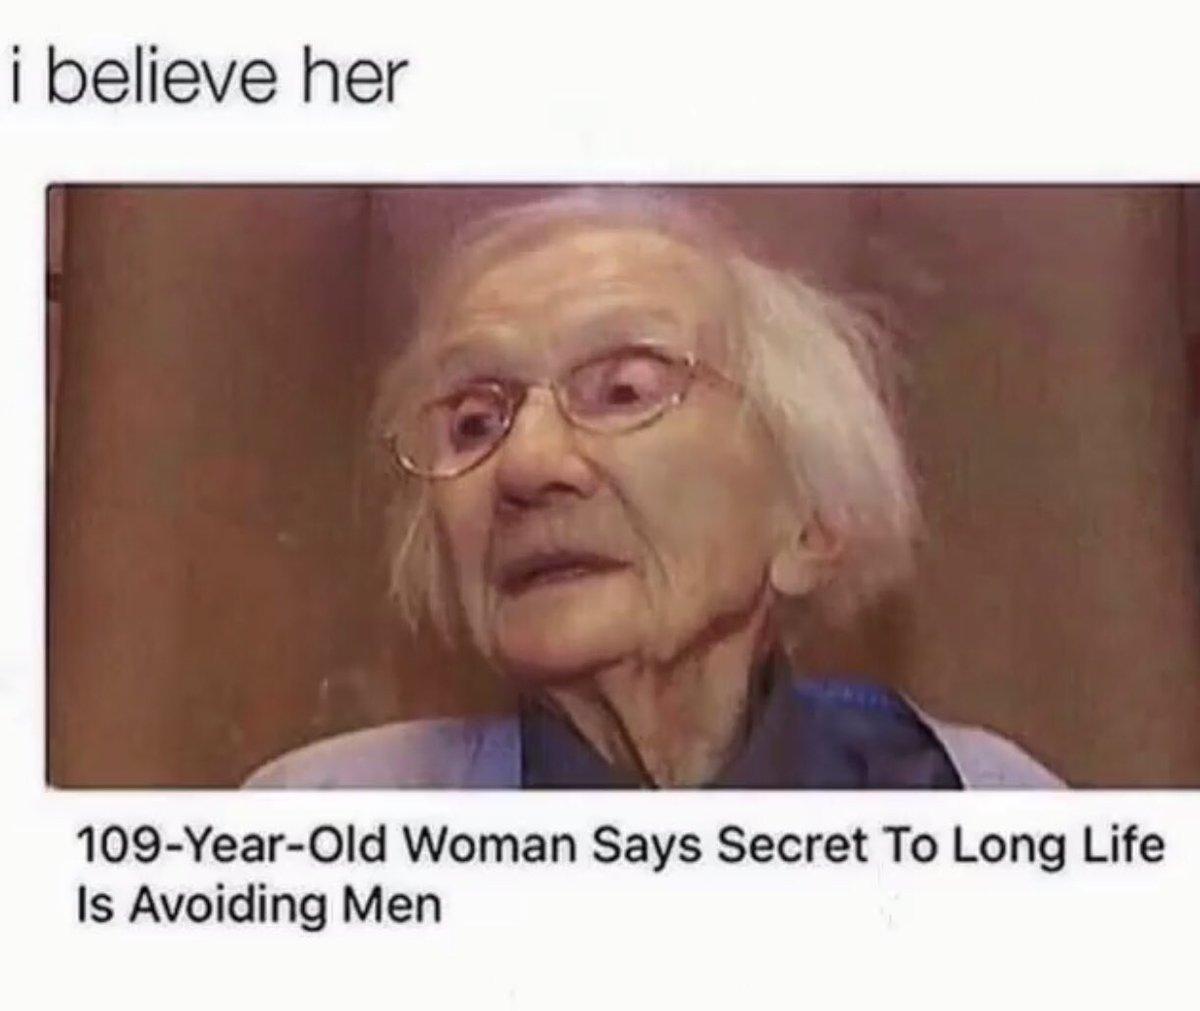 i believe her
109-Year-Old Woman Says Secret To Long Life
Is Avoiding Men